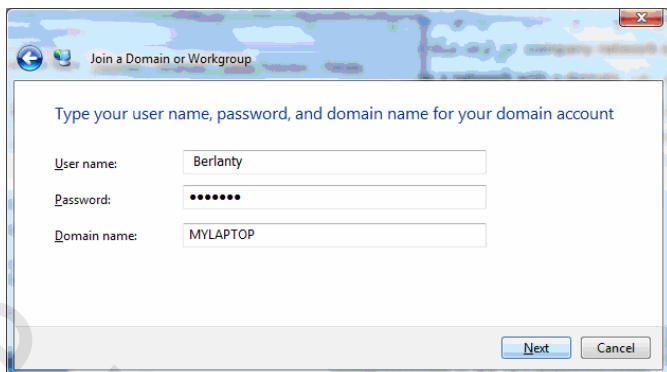 Join a Domain or Workgroup
Type your user name, password, and domain name for your domain account
User name: Berlanty
Password: •••••••
Domain name: MYLAPTOP
Next Cancel